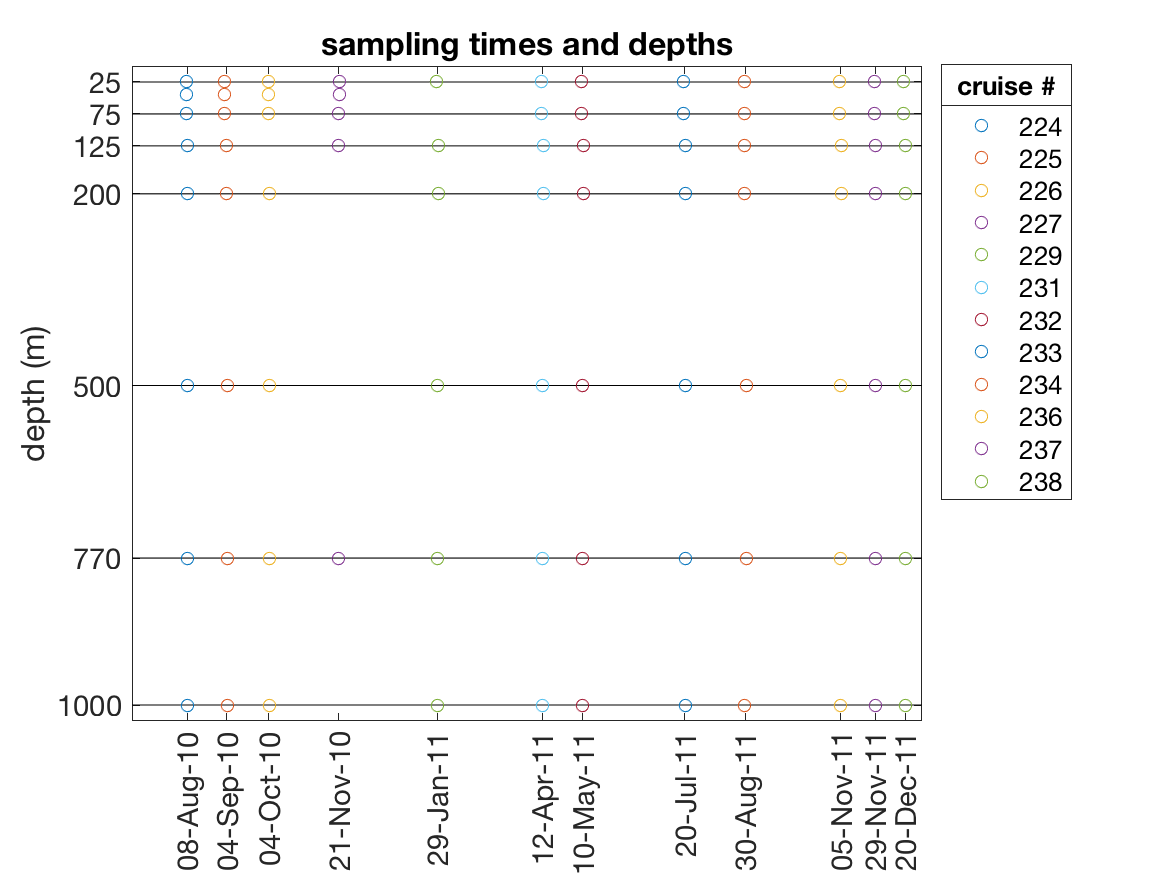 sampling times and depths
25
75
125
200
500
770
1000
depth (m)
08-Aug-10
04-Sep-10
04-Oct-10
21-Nov-10
29-Jan-11
12-Apr-11
10-May-11
20-Jul-11
30-Aug-11
05-Nov-11
29-Nov-11
20-Dec-11
cruise #
224
225
226
227
229
231
232
233
234
236
237
238